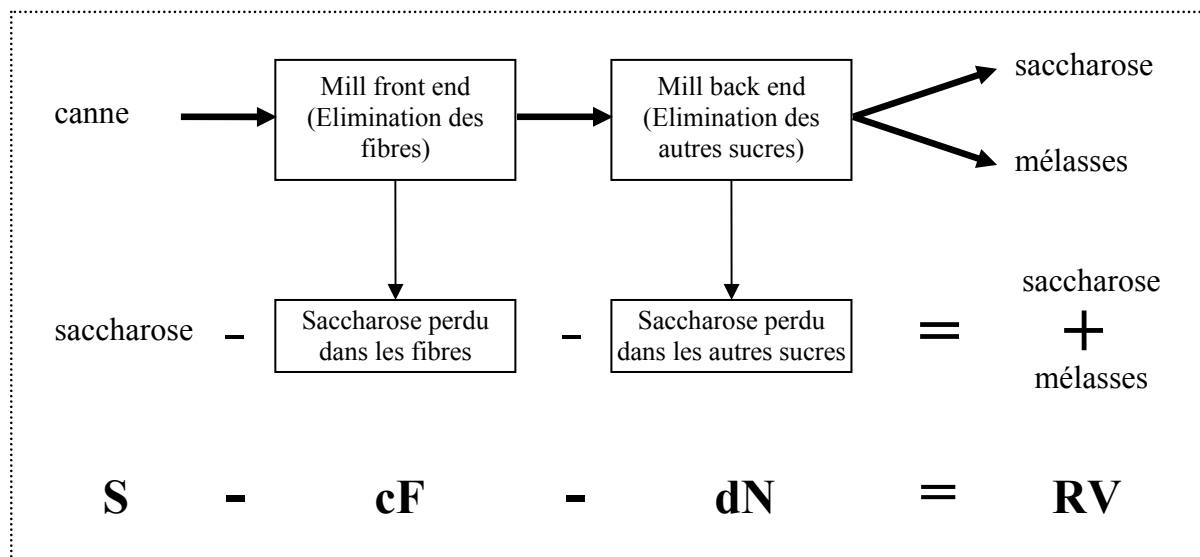 canne
Mill front end
(Elimination des
fibres)
Mill back end
(Elimination des
autres sucres)
saccharose
mélasses
saccharose
-
Saccharose perdu
dans les fibres
-
Saccharose perdu
dans les autres sucres
=
saccharose
+
mélasses
S - cF - dN = RV